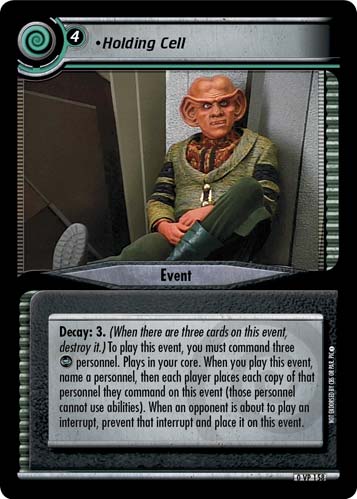 4
•Holding Cell
Event
Decay: 3. (When there are three cards on this event,
destroy it.) To play this event, you must command three
personnel. Plays in your core. When you play this event,
name a personnel, then each player places each copy of that
personnel they command on this event (those personnel
cannot use abilities). When an opponent is about to play an
interrupt, prevent that interrupt and place it on this event.
NOT ENDORSED BY CBS OR PAR. PIC.
0 VP 158